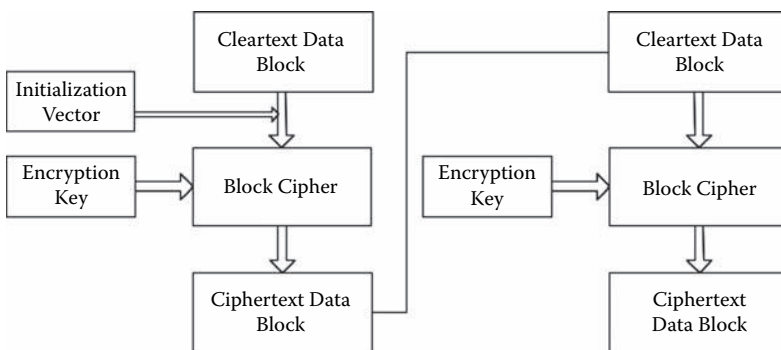 Cleartext Data
Block
Cleartext Data
Block
Initialization
Vector
Encryption
Key
Block Cipher
Encryption
Key
Block Cipher
Ciphertext Data
Block
Ciphertext
Data Block